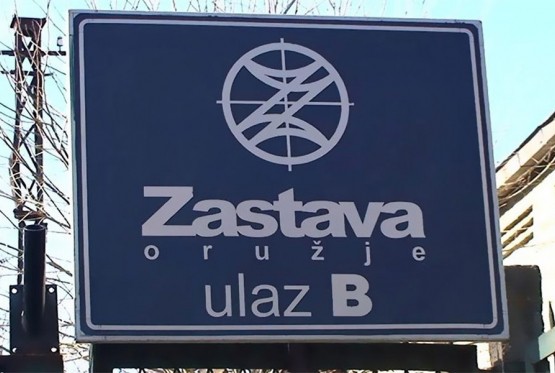 Zastava
oružje
ulaz B